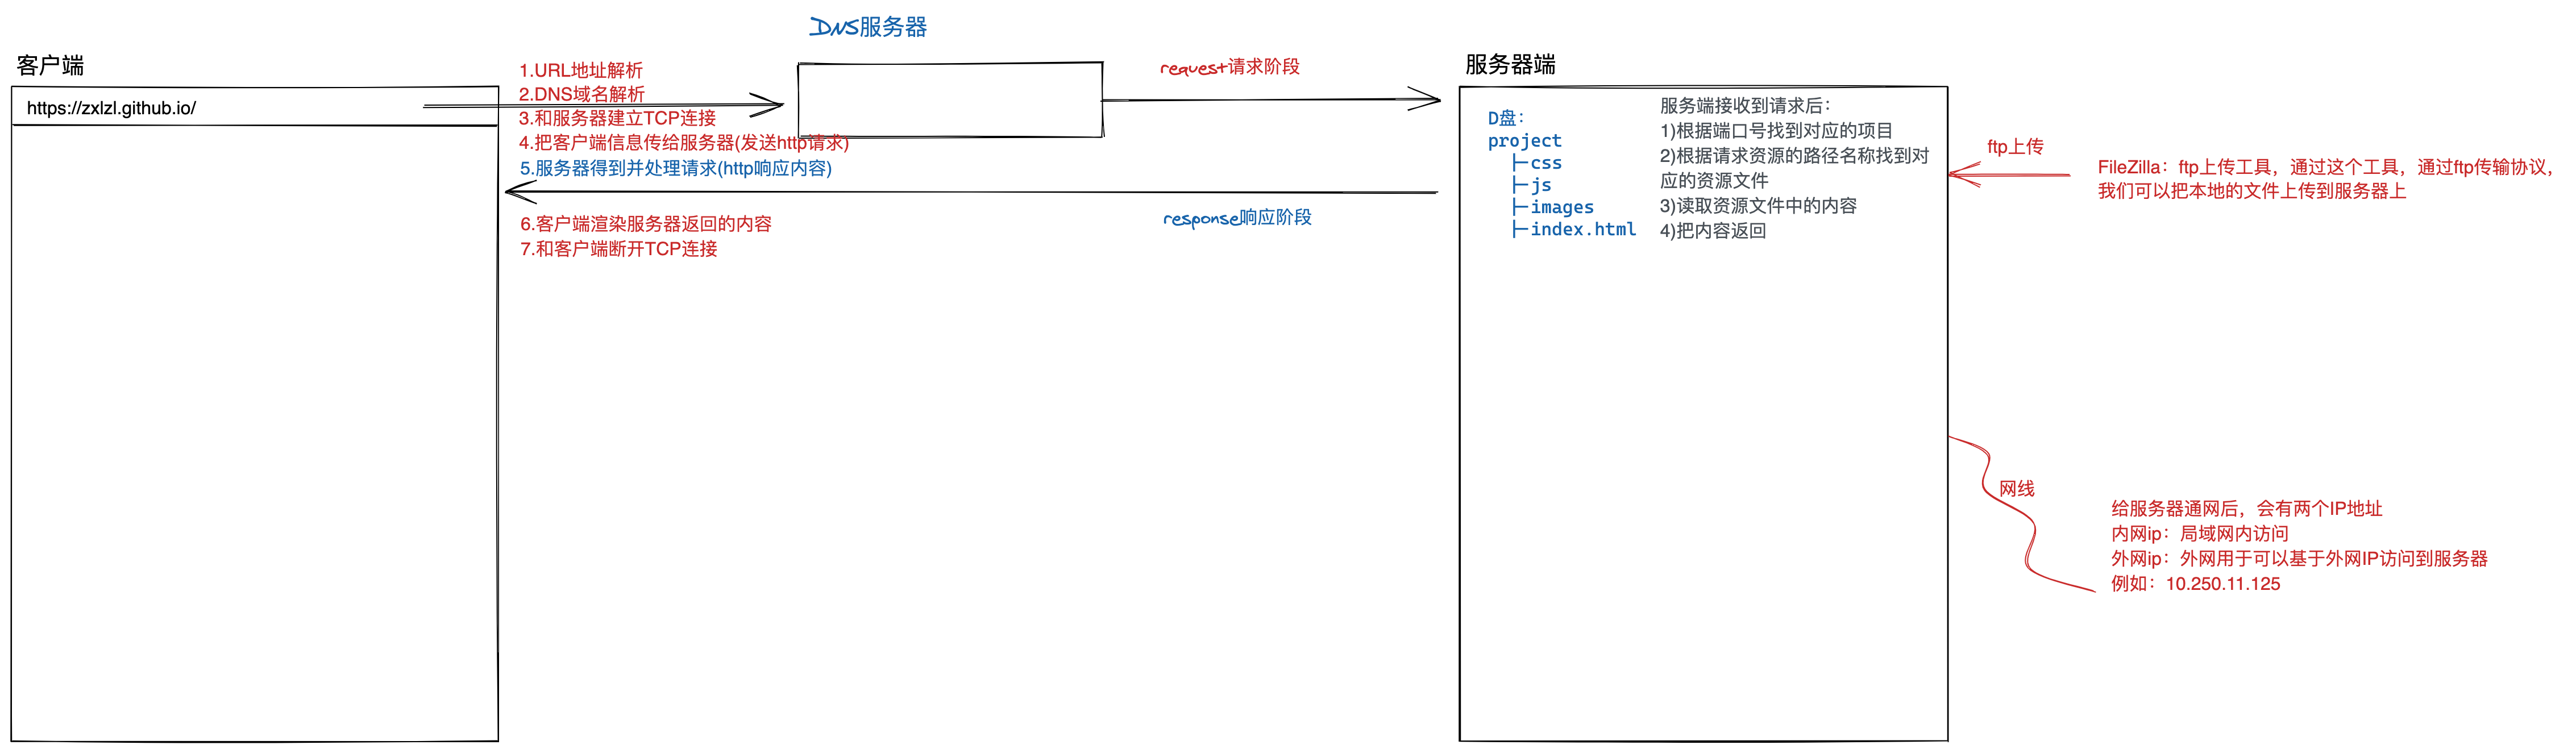 DNS服务器
客户端
https://zxlzl.github.io/
1.URL地址解析
2.DNS域名解析
3.和服务器建立TCP连接
4.把客户端信息传给服务器(发送http请求)
5.服务器得到并处理请求(http响应内容)
6.客户端渲染服务器返回的内容
7.和客户端断开TCP连接
request请求阶段
response响应阶段
服务器端
D盘：
project
├─css
├─js
├─images
├─index.html
服务端接收到请求后：
1)根据端口号找到对应的项目
2)根据请求资源的路径名称找到对
应的资源文件
3)读取资源文件中的内容
4)把内容返回
ftp上传
FileZilla：ftp上传工具，通过这个工具，通过ftp传输协议，
我们可以把本地的文件上传到服务器上
网线
给服务器通网后，会有两个IP地址
内网ip：局域网内访问
外网ip：外网用于可以基于外网IP访问到服务器
例如：10.250.11.125